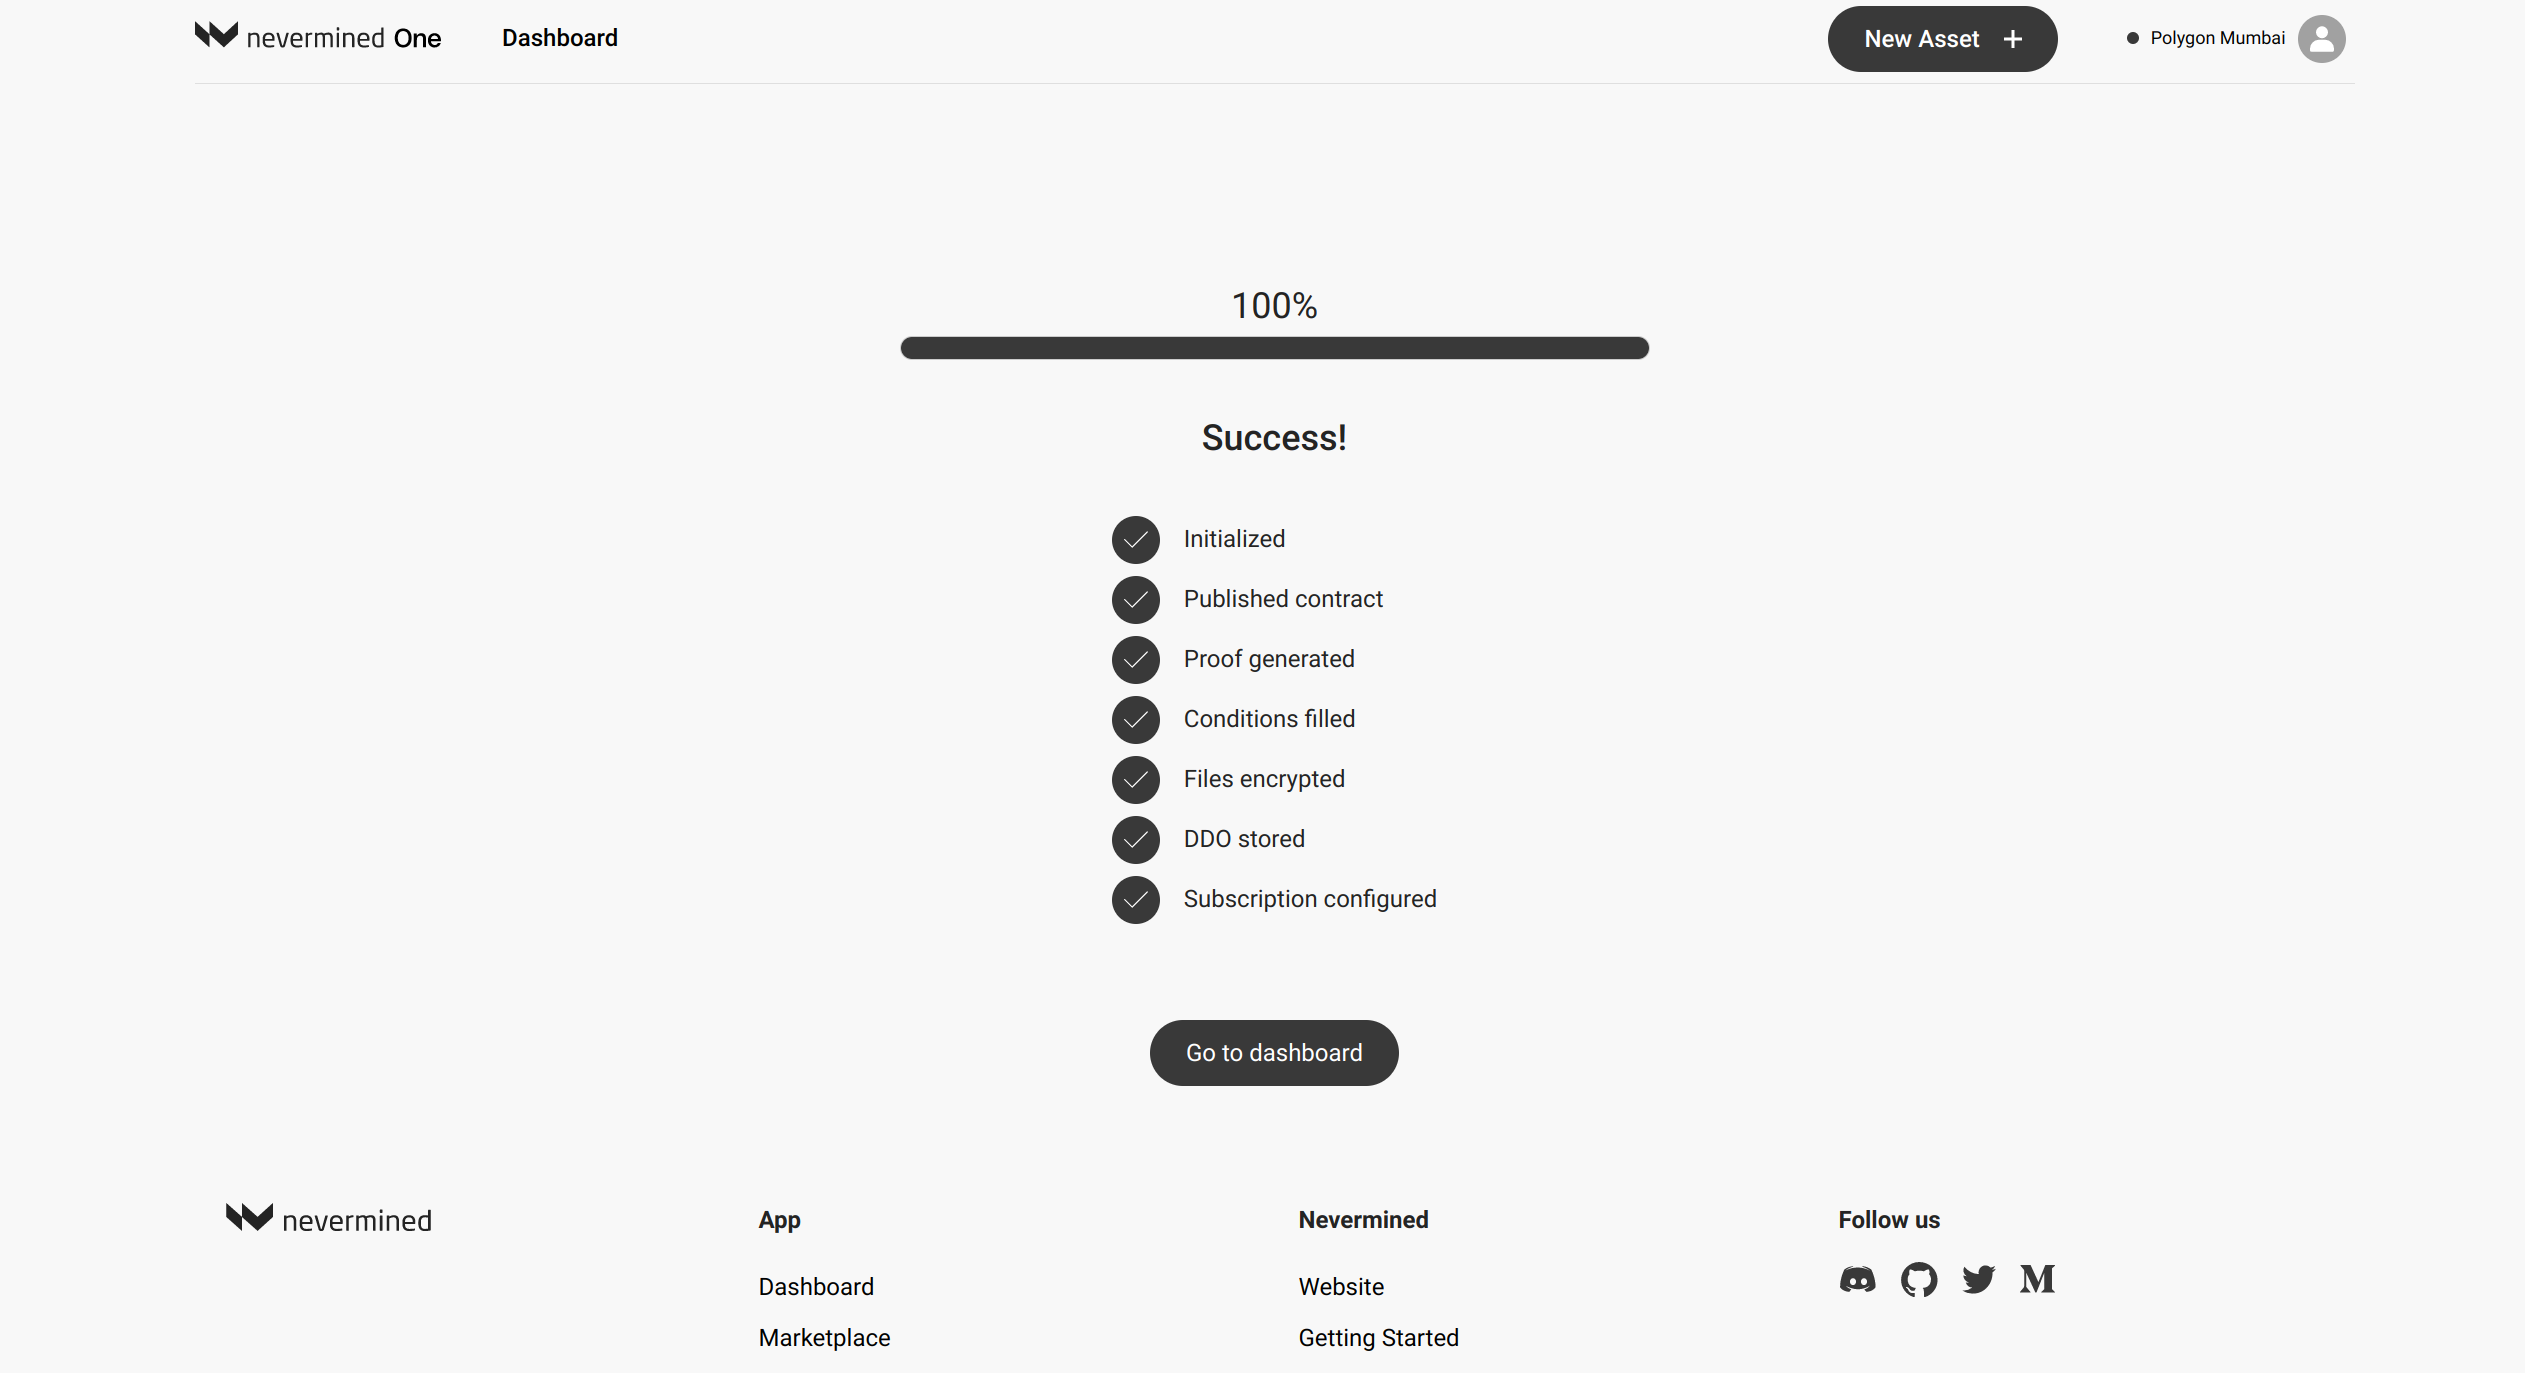 nevermined One Dashboard New Asset + Polygon Mumbai
100%
Success!
Initialized
Published contract
Proof generated
Conditions filled
Files encrypted
DDO stored
Subscription configured
Go to dashboard
nevermined App Nevermined Follow us
Dashboard Website
Marketplace Getting Started